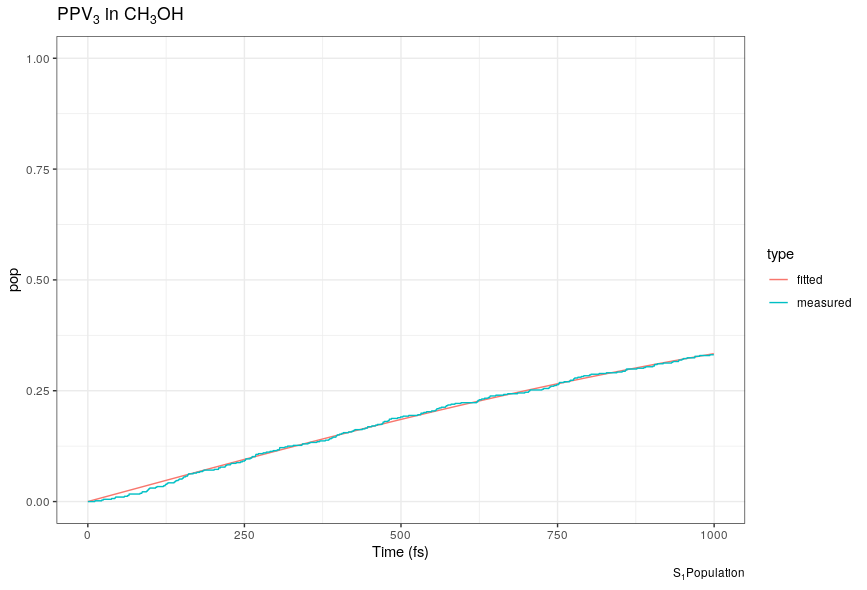 PPV₃ in CH₃OH
1.00
0.75
0.50
0.25
0.00
pop
0 250 500 750 1000
Time (fs)
type
fitted
measured
S₁Population